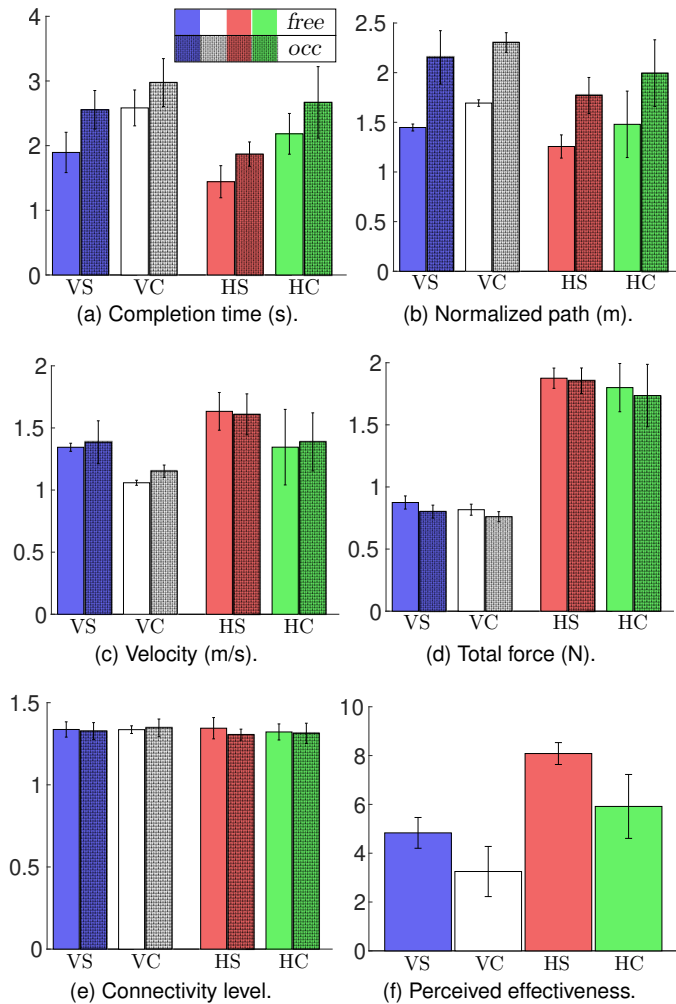 free
occ
4
3
2
1
0
VS VC HS HC
(a) Completion time (s).
2.5
2
1.5
1
0.5
0
VS VC HS HC
(b) Normalized path (m).
2
1.5
1
0.5
0
VS VC HS HC
(c) Velocity (m/s).
2
1.5
1
0.5
0
VS VC HS HC
(d) Total force (N).
1.5
1
0.5
0
VS VC HS HC
(e) Connectivity level.
10
8
6
4
2
0
VS VC HS HC
(f) Perceived effectiveness.